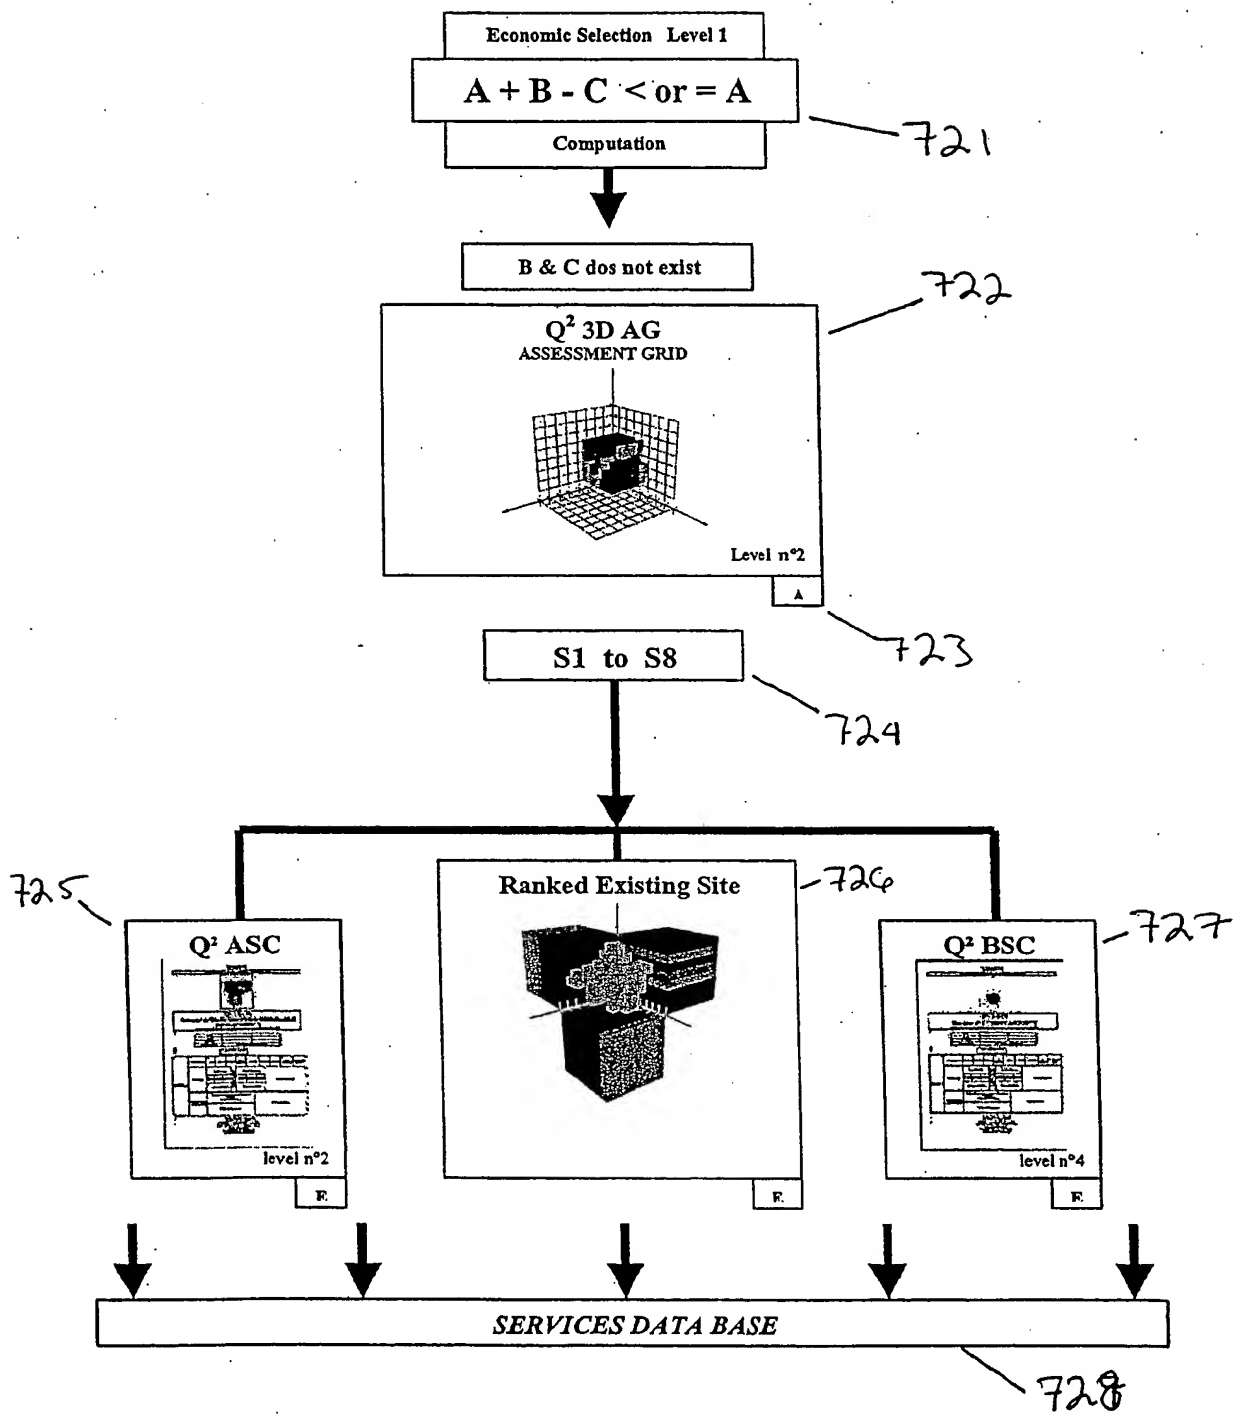 Economic Selection Level 1
A + B - C < or = A
Computation
721
B & C dos not exist
722
Q² 3D AG
ASSESSMENT GRID
Level n°2
A
723
S1 to S8
724
725
Ranked Existing Site
726
727
Q² ASC
Q² BSC
level n°2
level n°4
E
E
E
SERVICES DATA BASE
728